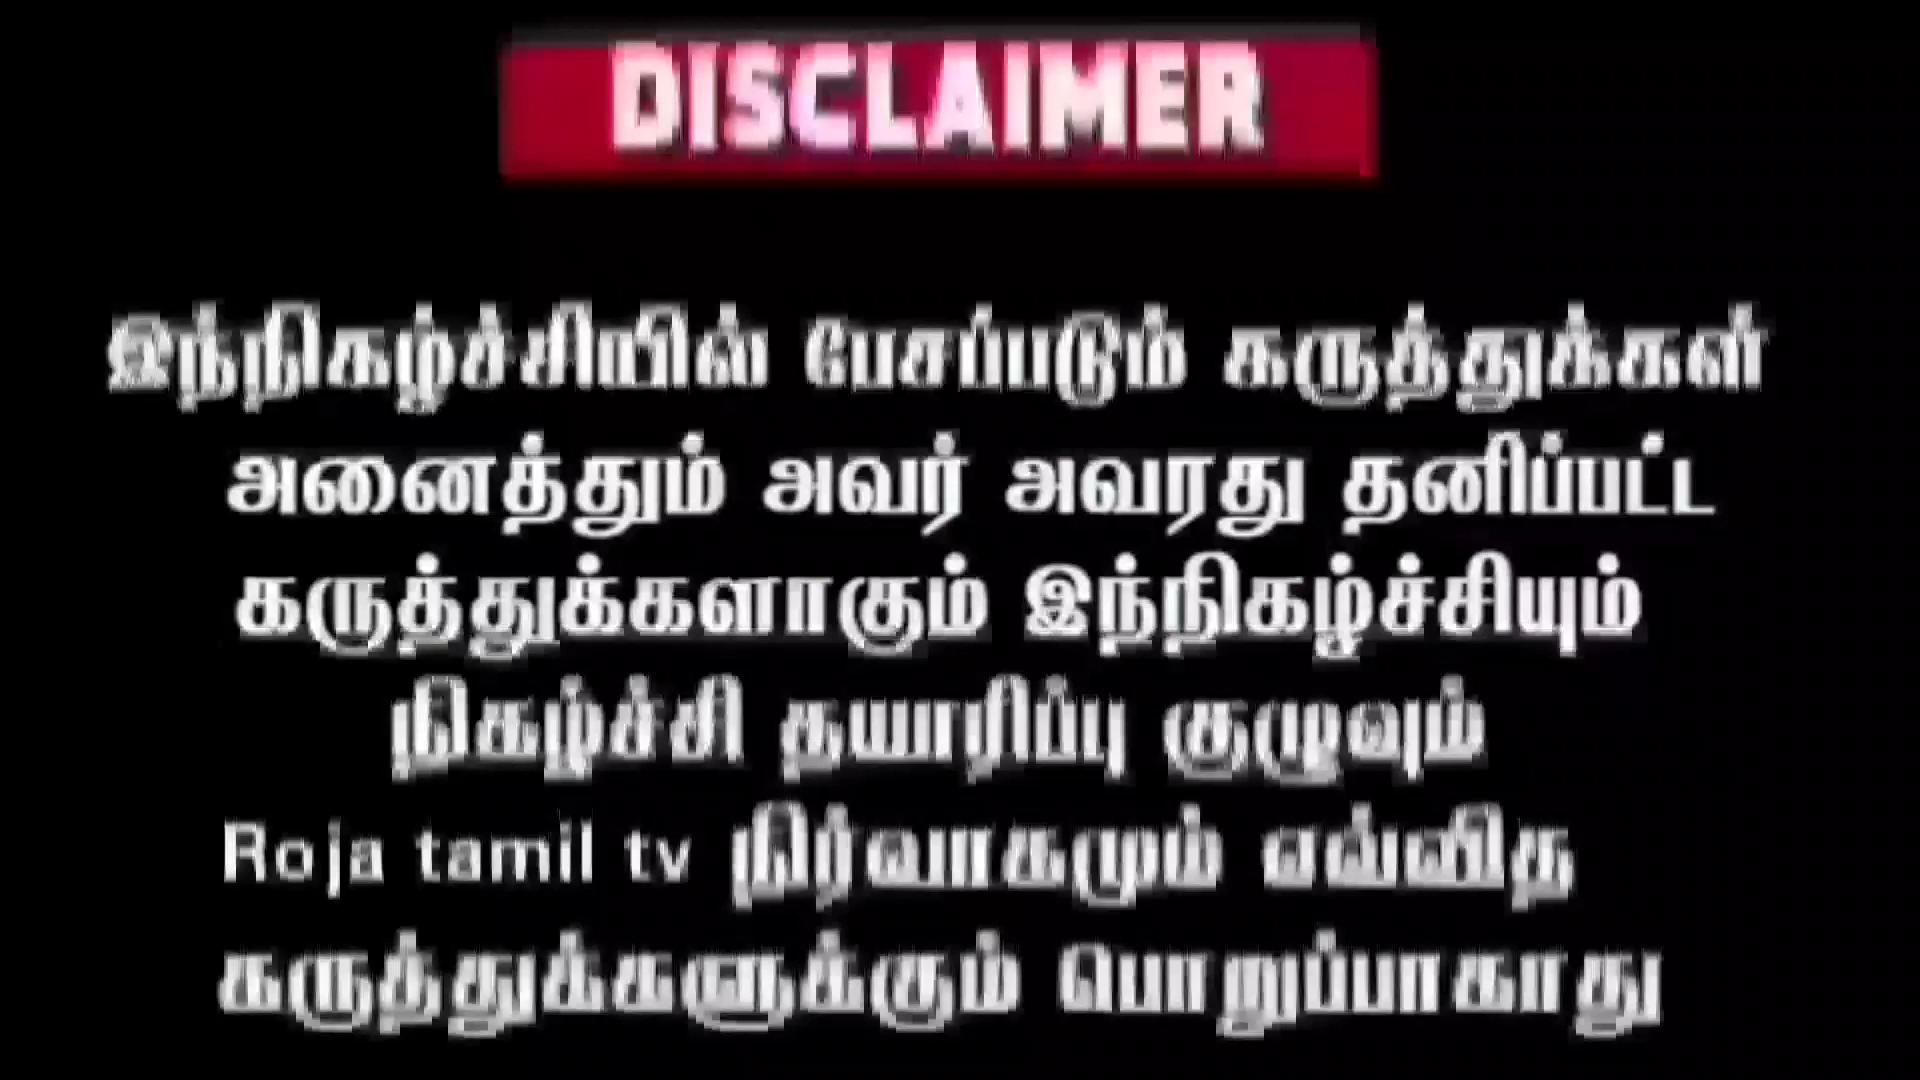 DISCLAIMER
இந்நிகழ்ச்சியில் பேசப்படும் கருத்துக்கள்
அனைத்தும் அவர் அவரது தனிப்பட்ட
கருத்துக்களாகும் இந்நிகழ்ச்சியும்
நிகழ்ச்சி தயாரிப்பு குழுவும்
Roja tamil tv நிர்வாகமும் எவ்வித
கருத்துக்களுக்கும் பொறுப்பாகாது